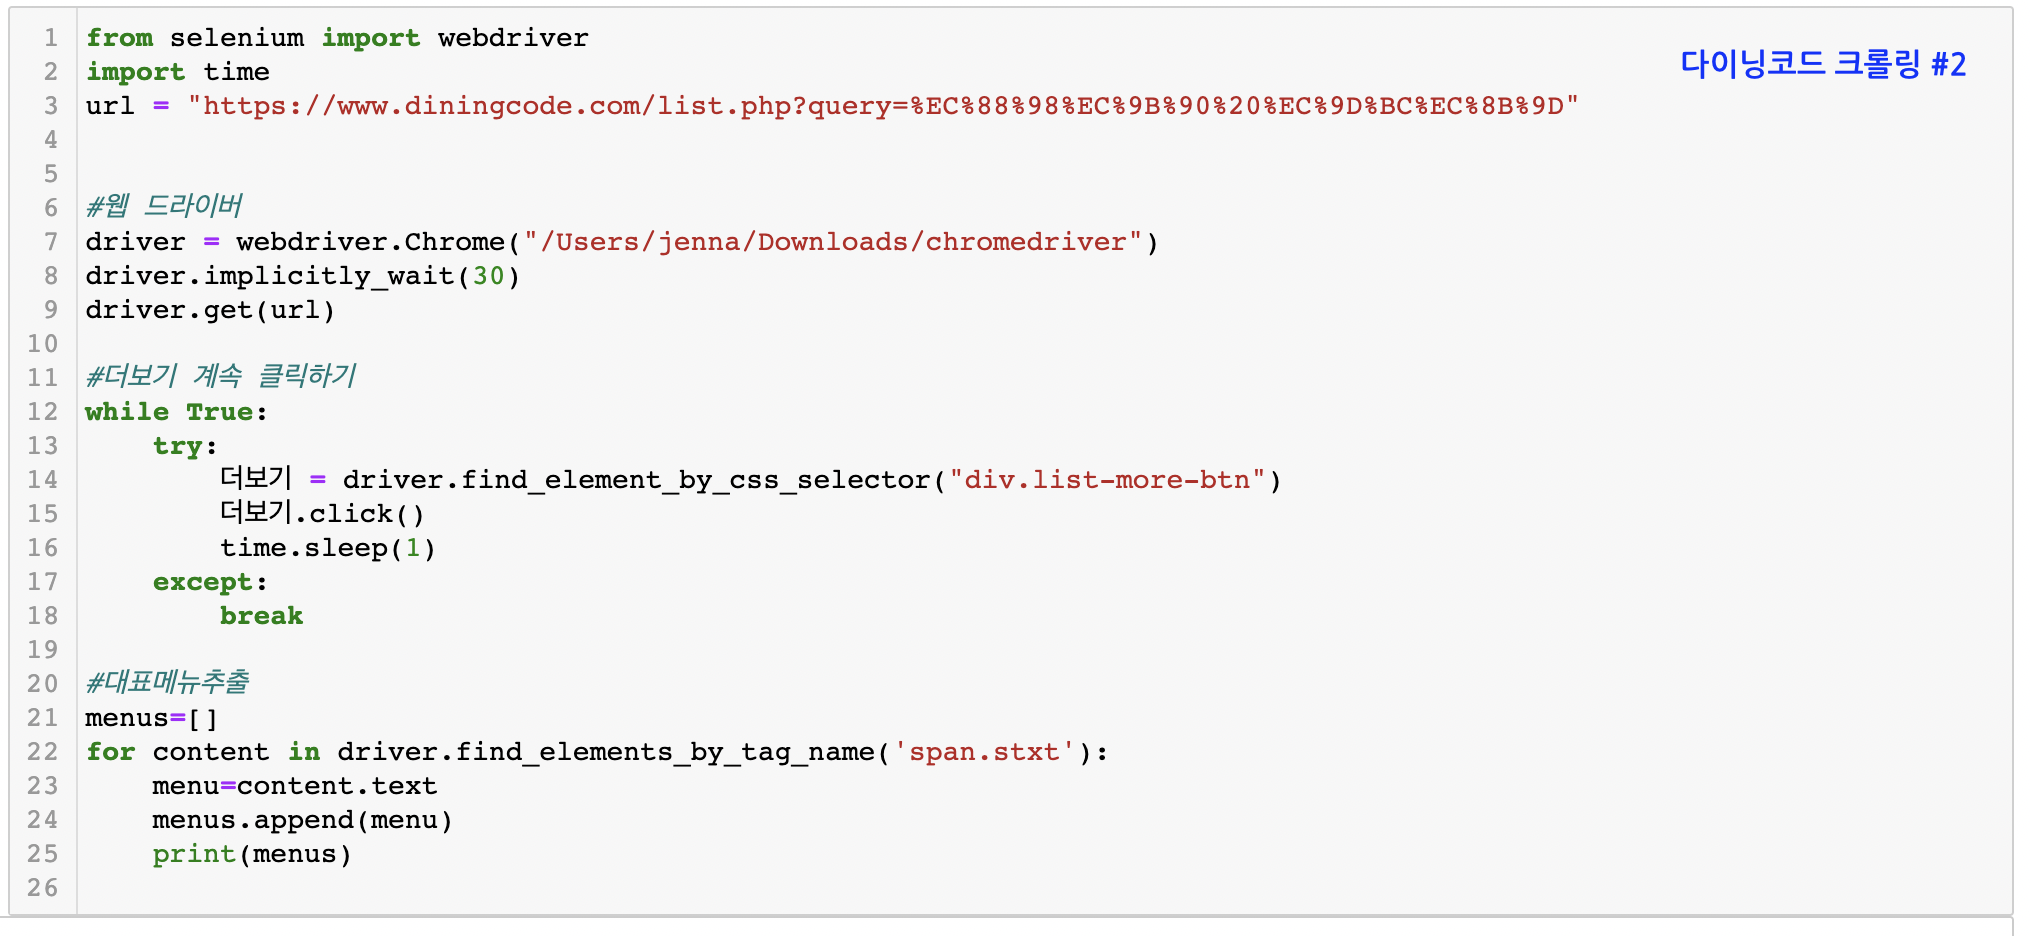 다이닝코드 크롤링 #2
1 from selenium import webdriver
2 import time
3 url = "https://www.diningcode.com/list.php?query=%EC%88%98%EC%9B%90%20%EC%9D%BC%EC%8B%9D"
4
5
6 #웹 드라이버
7 driver = webdriver.Chrome("/Users/jenna/Downloads/chromedriver")
8 driver.implicitly_wait(30)
9 driver.get(url)
10
11 #더보기 계속 클릭하기
12 while True:
13     try:
14         더보기 = driver.find_element_by_css_selector("div.list-more-btn")
15         더보기.click()
16         time.sleep(1)
17     except:
18         break
19
20 #대표메뉴추출
21 menus=[]
22 for content in driver.find_elements_by_tag_name('span.stxt'):
23     menu=content.text
24     menus.append(menu)
25     print(menus)
26